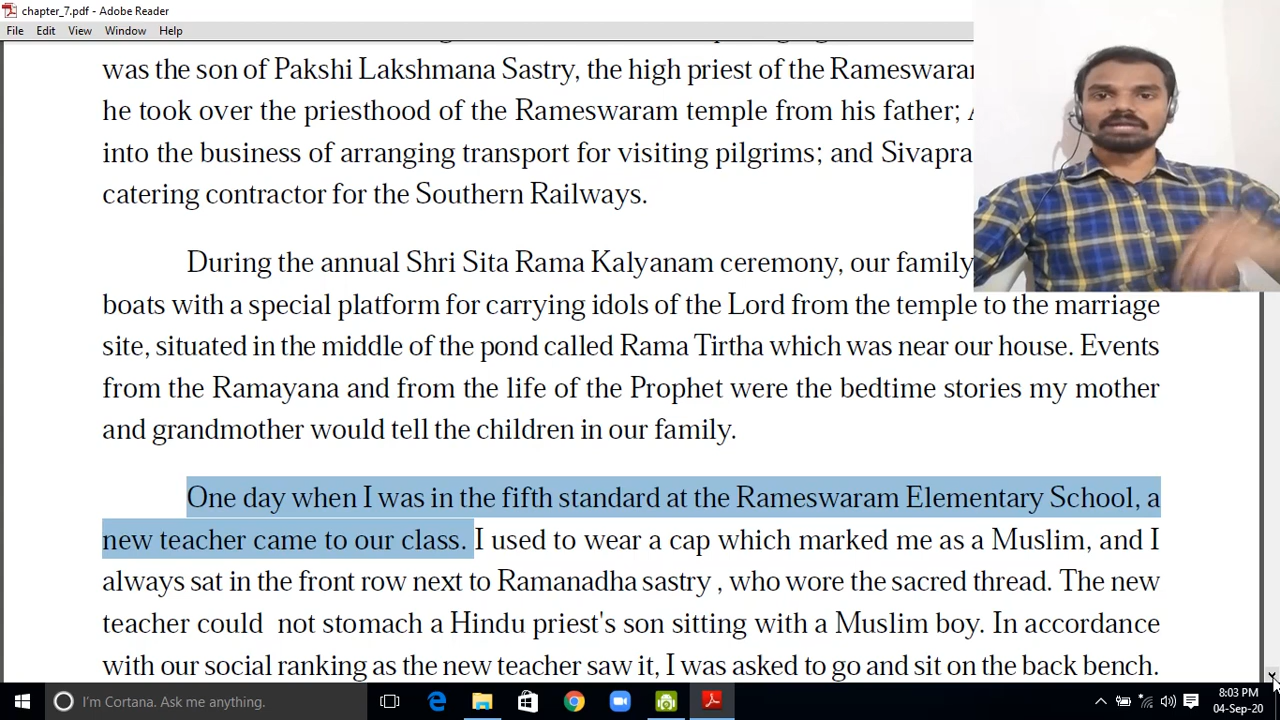 chapter_7.pdf - Adobe Reader
File Edit View Window Help
was the son of Pakshi Lakshmana Sastry, the high priest of the
he took over the priesthood of the Rameswaram temple from his father;
into the business of arranging transport for visiting pilgrims; and
catering contractor for the Southern Railways.
During the annual Shri Sita Rama Kalyanam ceremony, our family
boats with a special platform for carrying idols of the Lord from the temple to the marriage
site, situated in the middle of the pond called Rama Tirtha which was near our house. Events
from the Ramayana and from the life of the Prophet were the bedtime stories my mother
and grandmother would tell the children in our family.
One day when I was in the fifth standard at the Rameswaram Elementary School, a
new teacher came to our class. I used to wear a cap which marked me as a Muslim, and I
always sat in the front row next to Ramanadha sastry , who wore the sacred thread. The new
teacher could not stomach a Hindu priest's son sitting with a Muslim boy. In accordance
with our social ranking as the new teacher saw it, I was asked to go and sit on the back bench.
I'm Cortana. Ask me anything.
8:03 PM
04-Sep-20